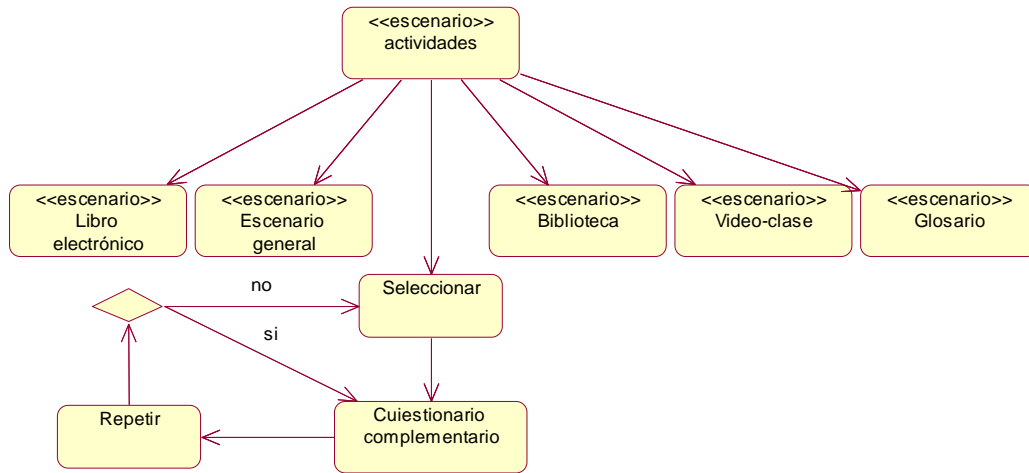 <<escenario>>
actividades
<<escenario>>
Libro
electrónico
<<escenario>>
Escenario
general
<<escenario>>
Biblioteca
<<escenario>>
Video-clase
<<escenario>>
Glosario
no
Seleccionar
si
Repetir
Cuiestionario
complementario